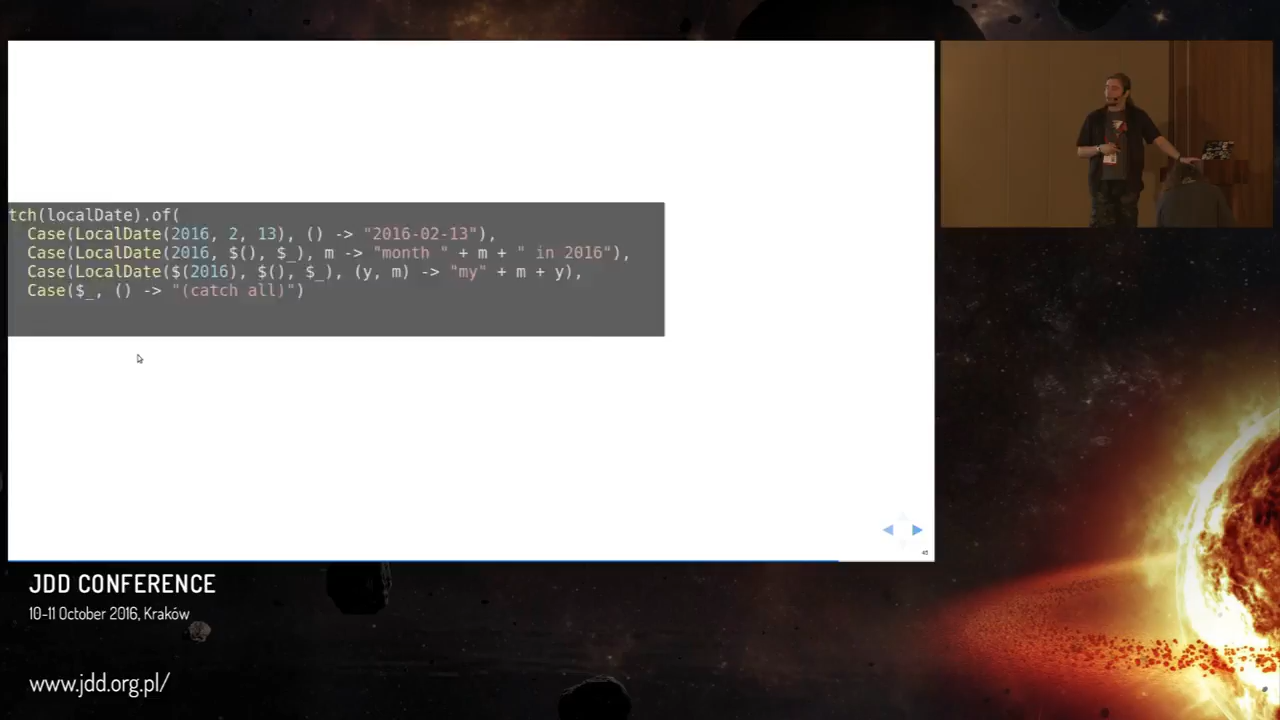 tch(localDate).of(
Case(LocalDate(2016, 2, 13), () -> "2016-02-13"),
Case(LocalDate(2016, $(), $_), m -> "month " + m + " in 2016"),
Case(LocalDate($(2016), $(), $_), (y, m) -> "my" + m + y),
Case($_, () -> "(catch all)")
JDD CONFERENCE
10-11 October 2016, Kraków
www.jdd.org.pl/